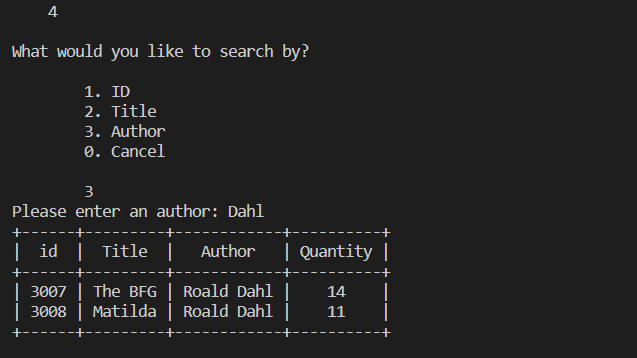 4
What would you like to search by?
1. ID
2. Title
3. Author
0. Cancel
3
Please enter an author: Dahl
+------+---------+------------+----------+
|  id  |  Title  |   Author   | Quantity |
+------+---------+------------+----------+
| 3007 | The BFG | Roald Dahl |    14    |
| 3008 | Matilda | Roald Dahl |    11    |
+------+---------+------------+----------+